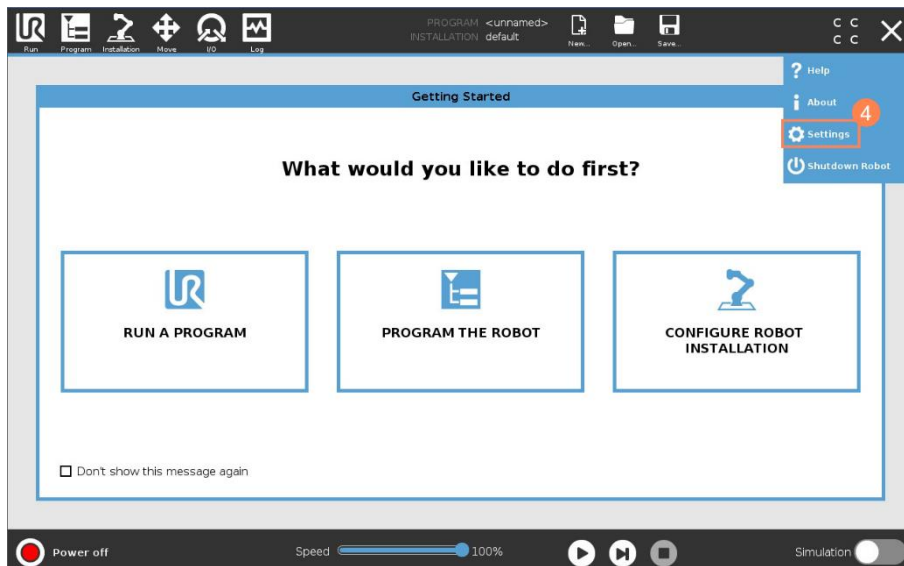 PROGRAM <unnamed>
INSTALLATION default
Run Program Installation Move I/O Log New... Open... Save...
C C
C C
? Help
i About
4
Settings
Shutdown Robot
Getting Started
What would you like to do first?
RUN A PROGRAM
PROGRAM THE ROBOT
CONFIGURE ROBOT
INSTALLATION
Don't show this message again
Power off Speed 100% Simulation